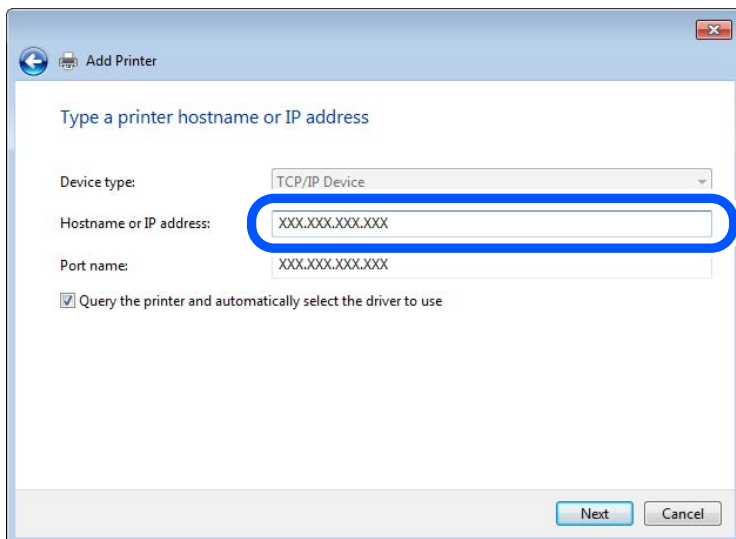 Add Printer
Type a printer hostname or IP address
Device type: TCP/IP Device
Hostname or IP address: XXX.XXX.XXX.XXX
Port name: XXX.XXX.XXX.XXX
Query the printer and automatically select the driver to use
Next Cancel